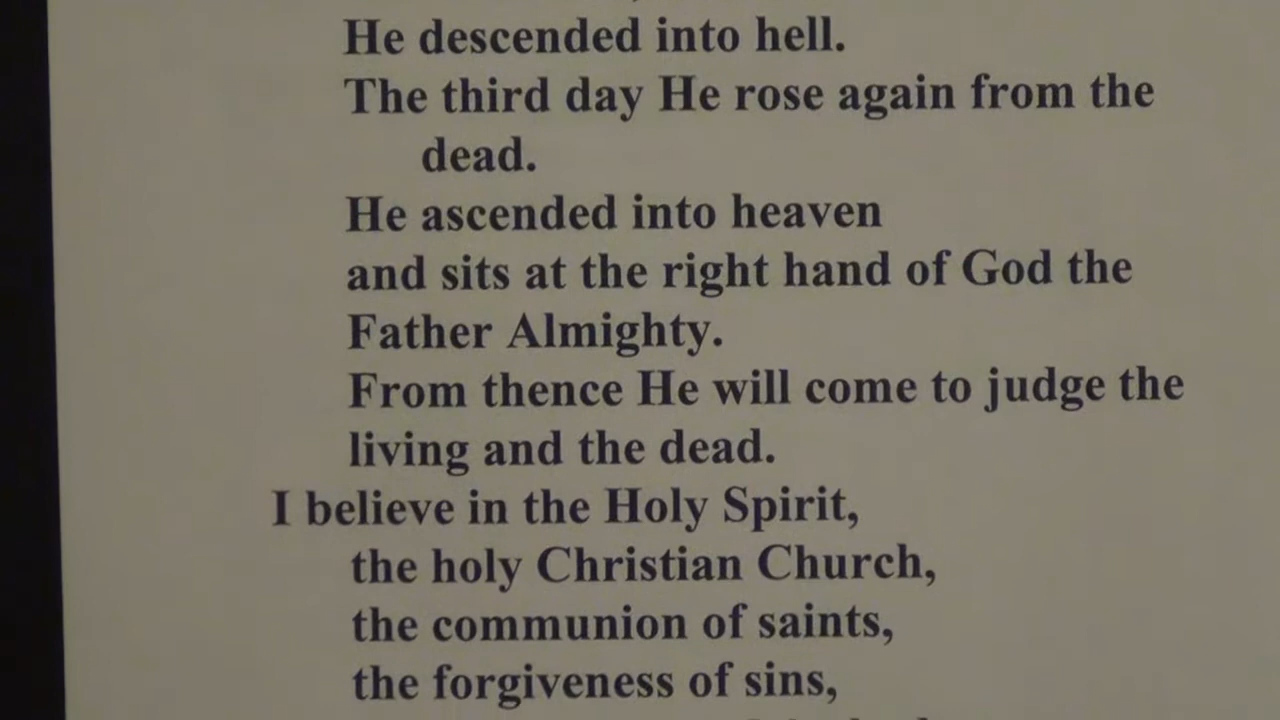 He descended into hell.
The third day He rose again from the
dead.
He ascended into heaven
and sits at the right hand of God the
Father Almighty.
From thence He will come to judge the
living and the dead.
I believe in the Holy Spirit,
the holy Christian Church,
the communion of saints,
the forgiveness of sins,